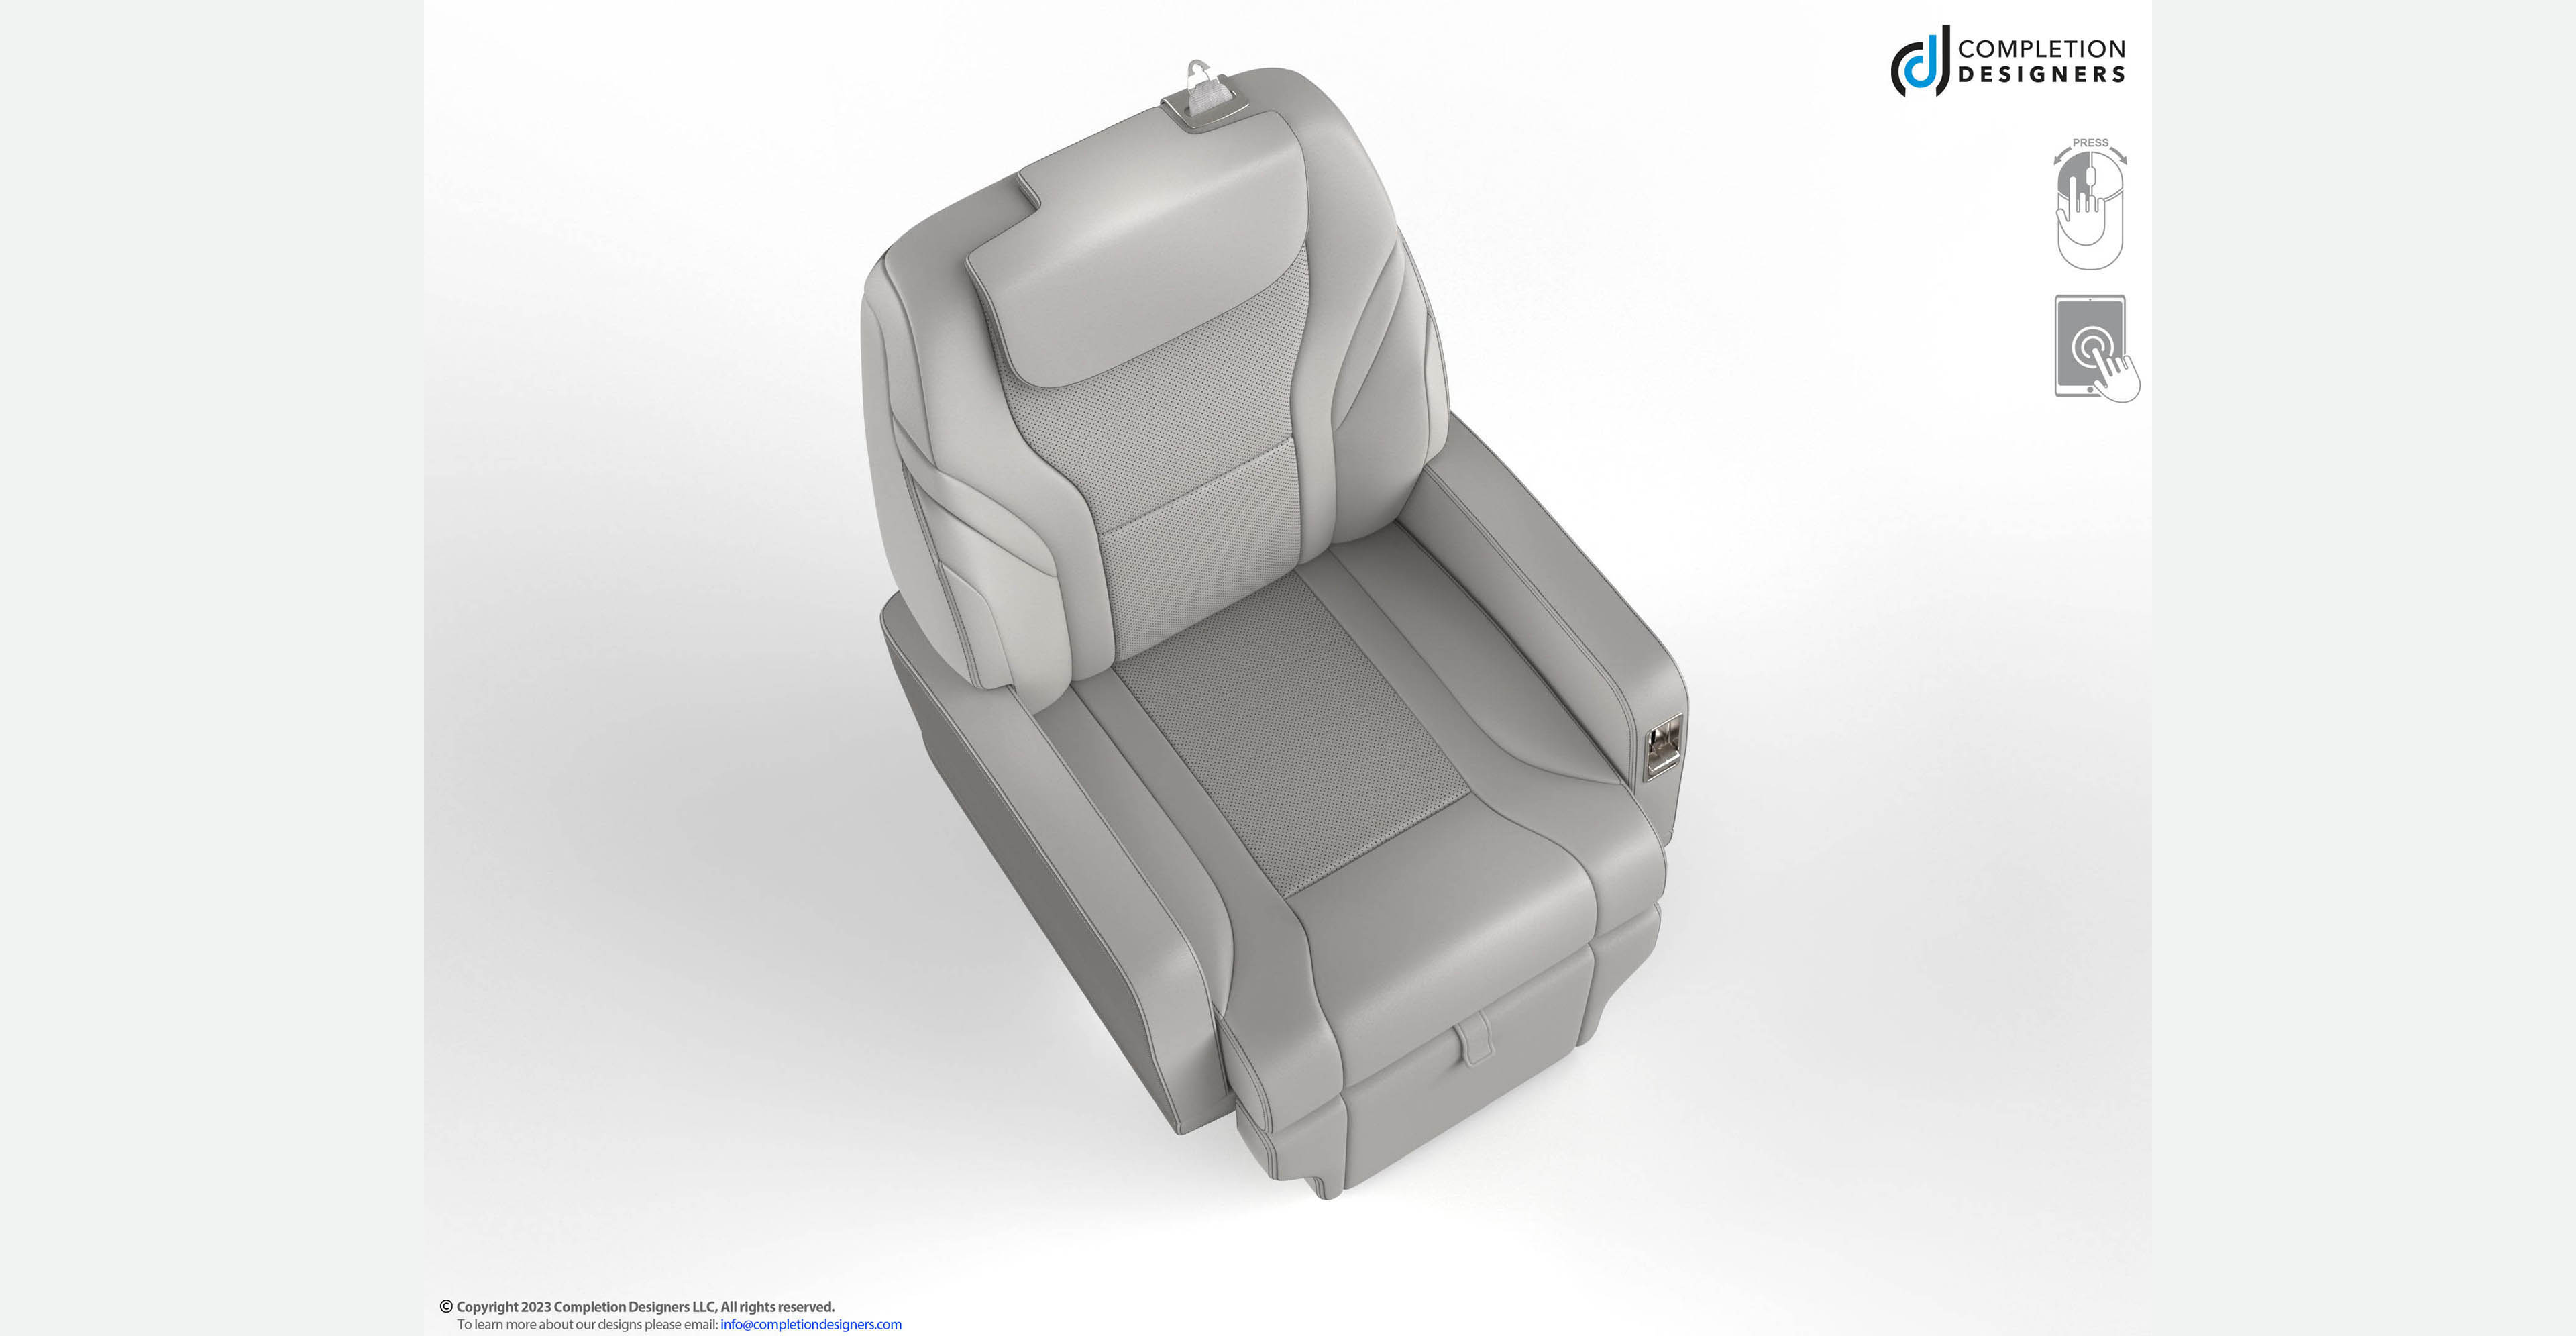 COMPLETION
DESIGNERS
PRESS
© Copyright 2023 Completion Designers LLC, All rights reserved.
To learn more about our designs please email: info@completiondesigners.com